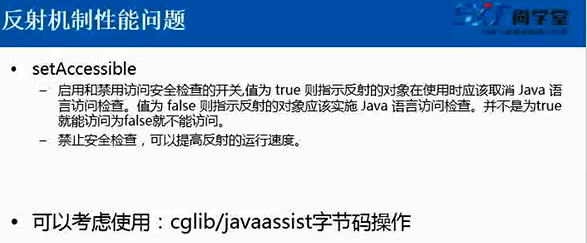 反射机制性能问题
尚学堂
• setAccessible
– 启用和禁用访问安全检查的开关,值为 true 则指示反射的对象在使用时应该取消 Java 语
言访问检查。值为 false 则指示反射的对象应该实施 Java 语言访问检查。并不是为true
就能访问为false就不能访问。
– 禁止安全检查，可以提高反射的运行速度。
• 可以考虑使用：cglib/javaassist字节码操作